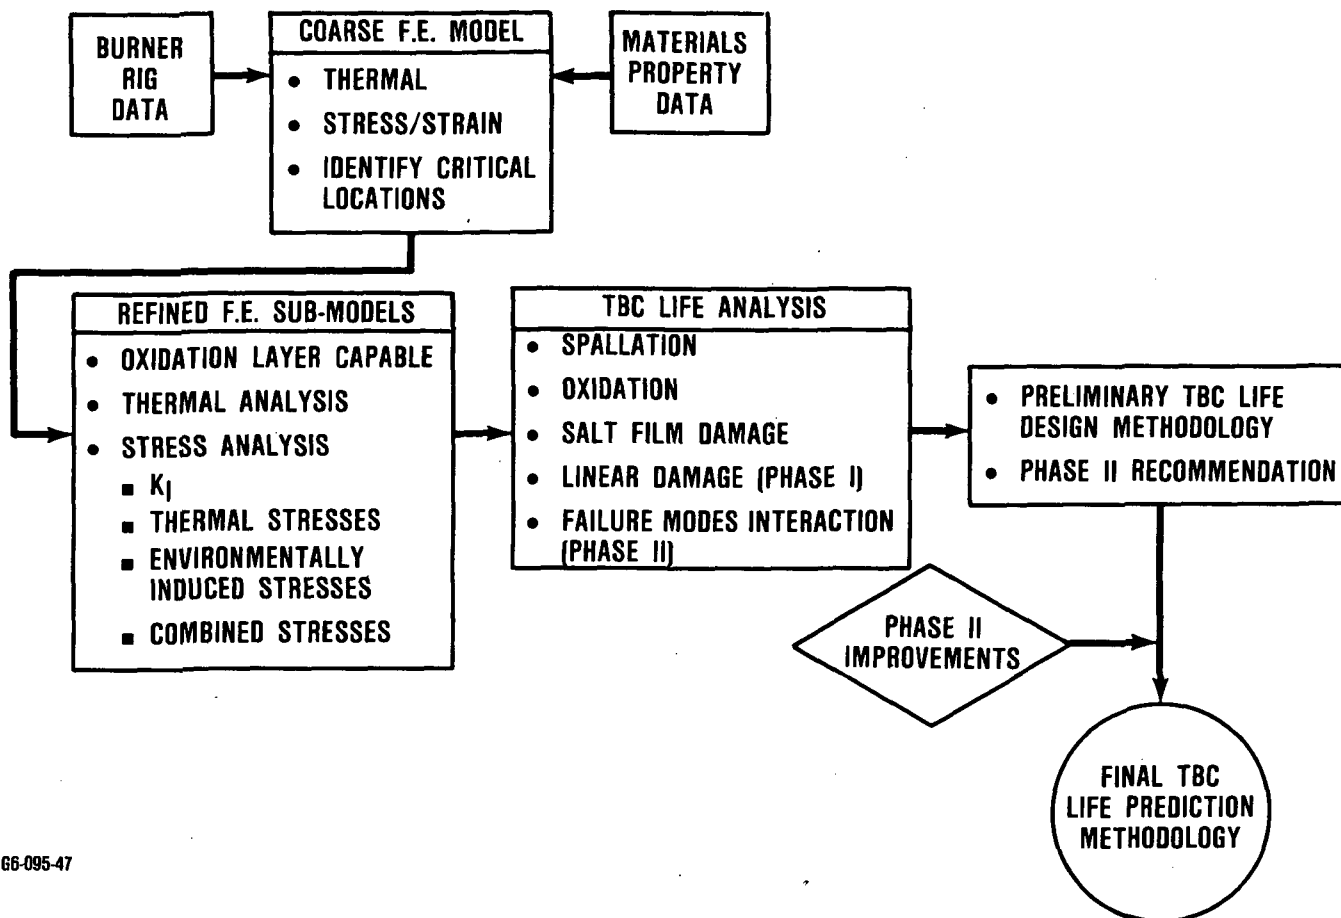 BURNER
RIG
DATA
COARSE F.E. MODEL
• THERMAL
• STRESS/STRAIN
• IDENTIFY CRITICAL
LOCATIONS
MATERIALS
PROPERTY
DATA
REFINED F.E. SUB-MODELS
• OXIDATION LAYER CAPABLE
• THERMAL ANALYSIS
• STRESS ANALYSIS
■ KI
■ THERMAL STRESSES
■ ENVIRONMENTALLY
INDUCED STRESSES
■ COMBINED STRESSES
TBC LIFE ANALYSIS
• SPALLATION
• OXIDATION
• SALT FILM DAMAGE
• LINEAR DAMAGE (PHASE I)
• FAILURE MODES INTERACTION
(PHASE II)
• PRELIMINARY TBC LIFE
DESIGN METHODOLOGY
• PHASE II RECOMMENDATION
PHASE II
IMPROVEMENTS
FINAL TBC
LIFE PREDICTION
METHODOLOGY
G6-095-47